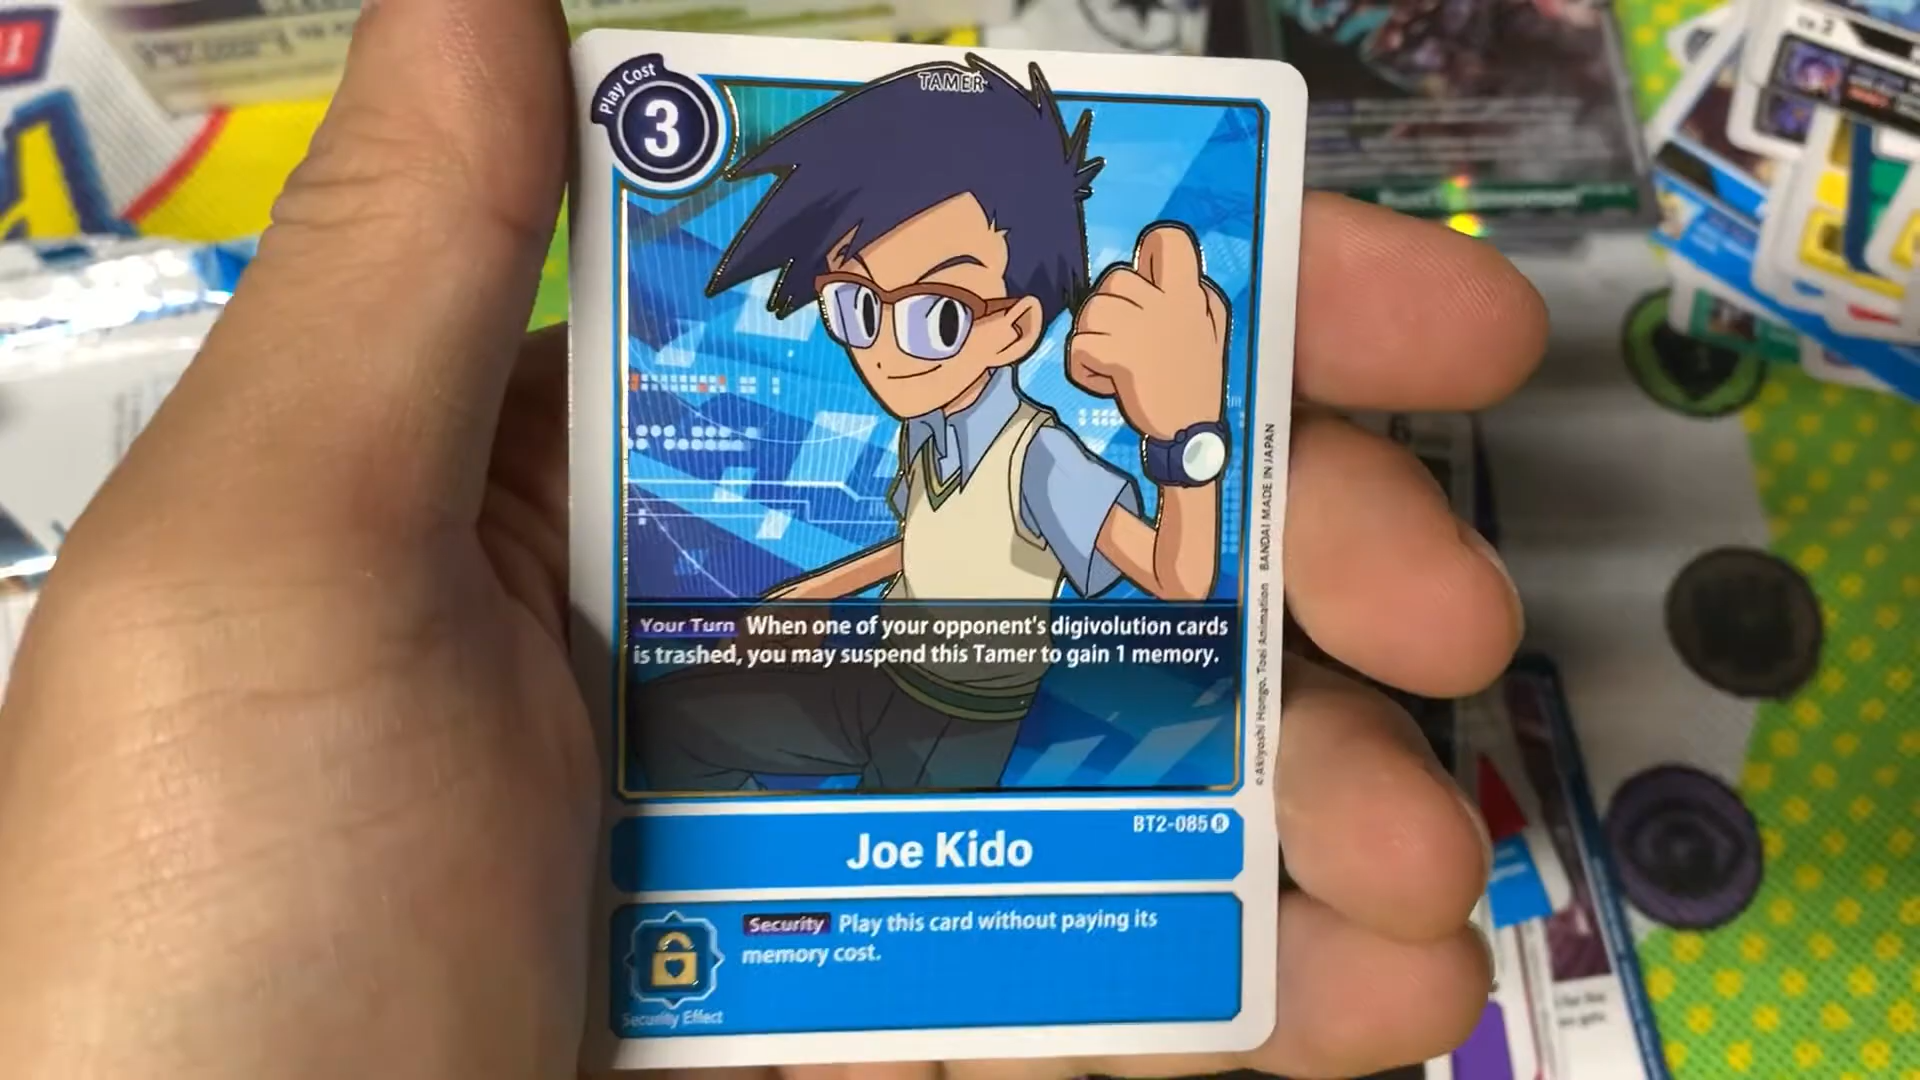 Play Cost
3
TAMER
Your Turn When one of your opponent's digivolution cards
is trashed, you may suspend this Tamer to gain 1 memory.
©Akiyoshi Hongo, Toei Animation BANDAI MADE IN JAPAN
BT2-085 R
Joe Kido
Security Play this card without paying its
memory cost.
Security Effect
Lv.2